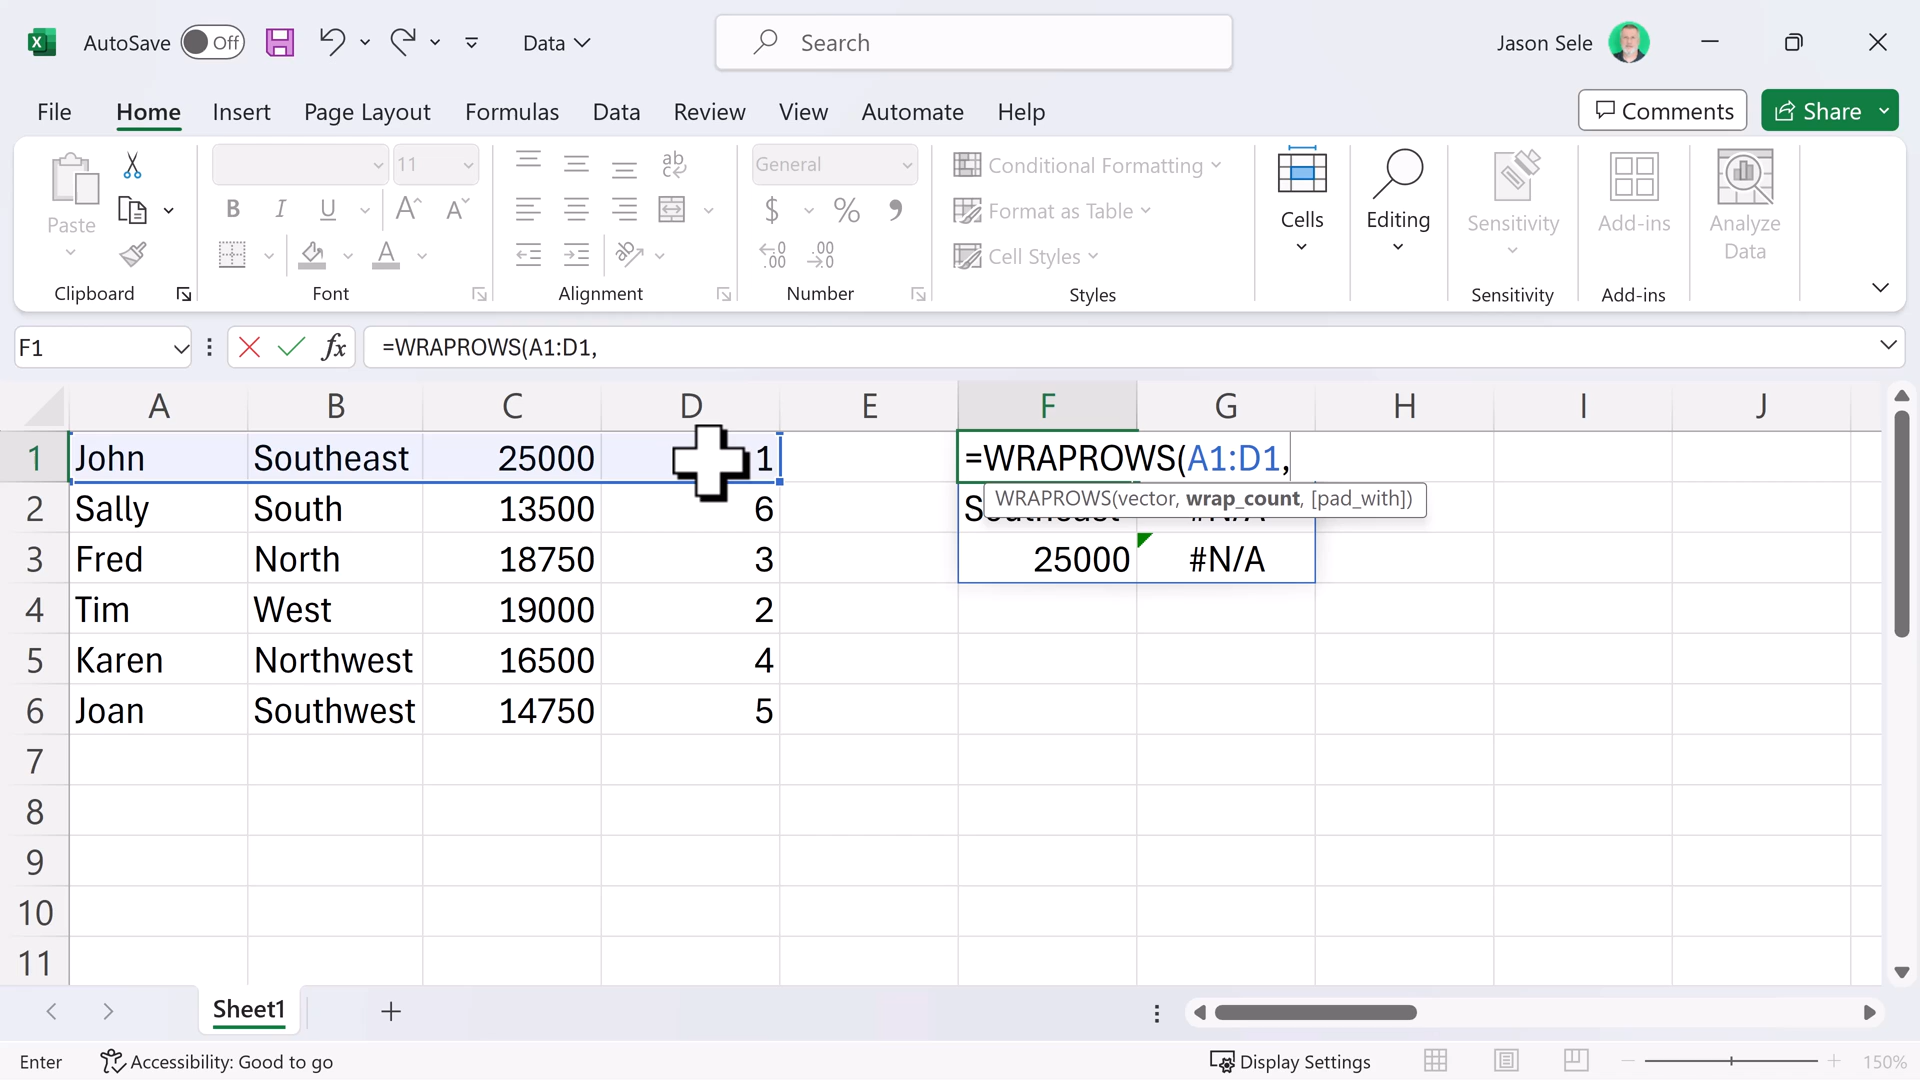 AutoSave Off Data Search Jason Sele
File Home Insert Page Layout Formulas Data Review View Automate Help Comments Share
Paste
Clipboard
11
B I U A A
A
Font
ab
Alignment
General
$ % 9
Number
Conditional Formatting
Format as Table
Cell Styles
Styles
Cells
Editing
Sensitivity
Sensitivity
Add-ins
Add-ins
Analyze
Data
F1 fx =WRAPROWS(A1:D1,
A B C D E F G H I J
1 John Southeast 25000 1 =WRAPROWS(A1:D1,
WRAPROWS(vector, wrap_count, [pad_with])
2 Sally South 13500 6 Southeast #N/A
3 Fred North 18750 3 25000 #N/A
4 Tim West 19000 2
5 Karen Northwest 16500 4
6 Joan Southwest 14750 5
7
8
9
10
11
Sheet1
Enter Accessibility: Good to go Display Settings 150%